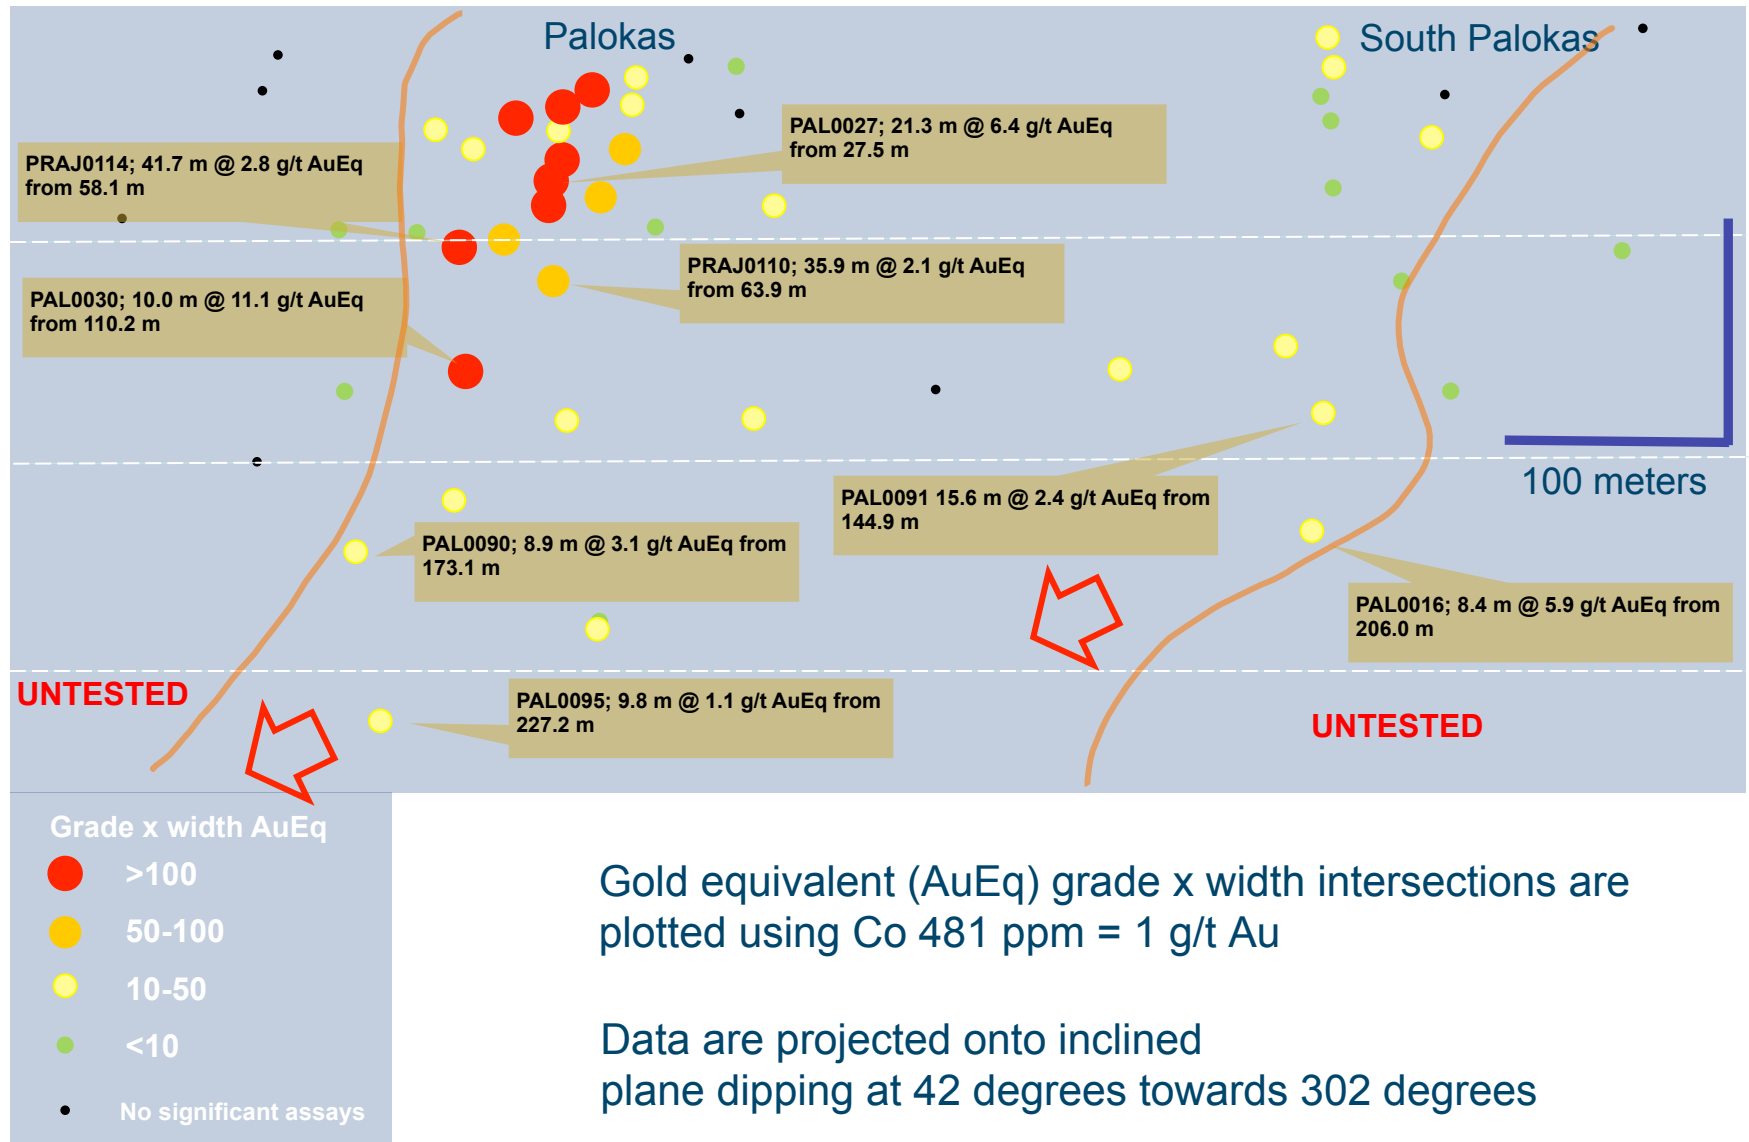 Palokas
South Palokas
PAL0027; 21.3 m @ 6.4 g/t AuEq
from 27.5 m
PRAJ0114; 41.7 m @ 2.8 g/t AuEq
from 58.1 m
PRAJ0110; 35.9 m @ 2.1 g/t AuEq
from 63.9 m
PAL0030; 10.0 m @ 11.1 g/t AuEq
from 110.2 m
100 meters
PAL0091 15.6 m @ 2.4 g/t AuEq from
144.9 m
PAL0090; 8.9 m @ 3.1 g/t AuEq from
173.1 m
PAL0016; 8.4 m @ 5.9 g/t AuEq from
206.0 m
UNTESTED
PAL0095; 9.8 m @ 1.1 g/t AuEq from
227.2 m
UNTESTED
Grade x width AuEq
>100
50-100
10-50
<10
No significant assays
Gold equivalent (AuEq) grade x width intersections are
plotted using Co 481 ppm = 1 g/t Au
Data are projected onto inclined
plane dipping at 42 degrees towards 302 degrees